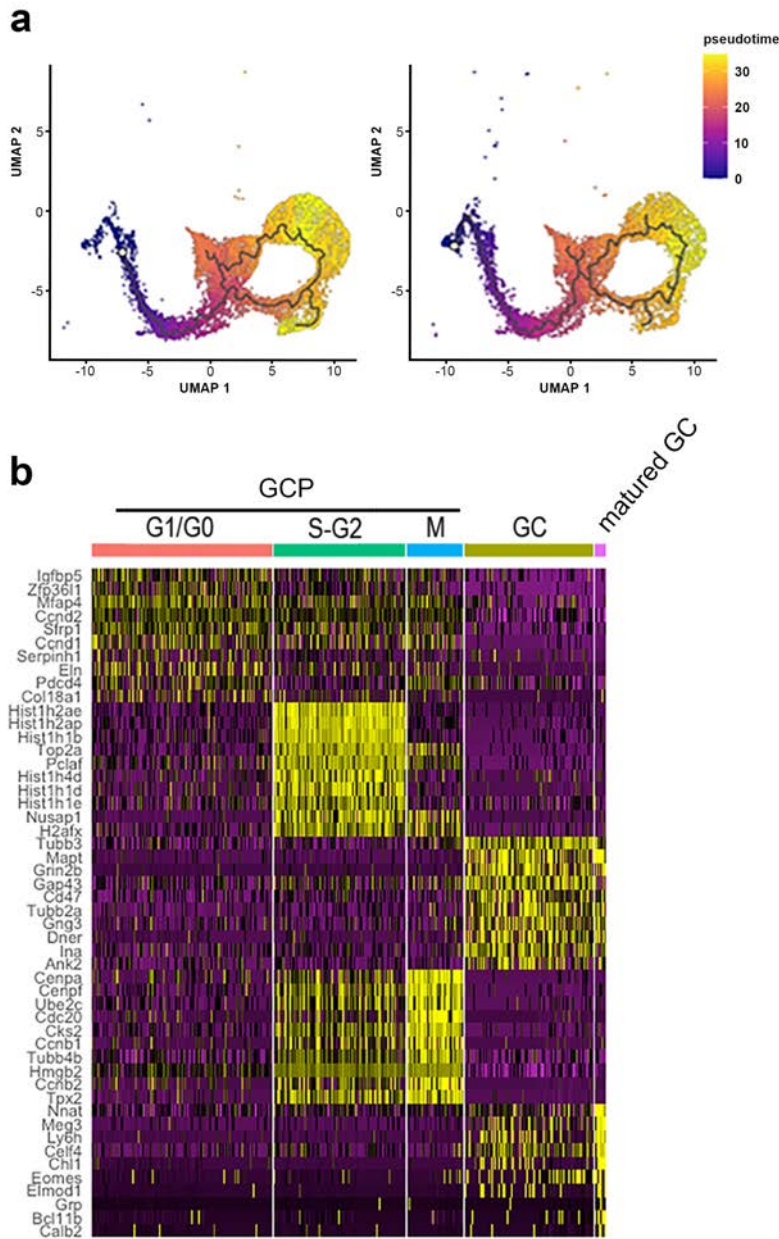 a
pseudotime
30
20
10
0
UMAP 2
5
0
-5
-10
-5
0
5
10
UMAP 1
UMAP 2
5
0
-5
-10
-5
0
5
10
UMAP 1
b
GCP
G1/G0 S-G2 M GC matured GC
Igfbp5
Zfp36l1
Mfap4
Ccnd2
Sfrp1
Ccnd1
Serpinh1
Eln
Pdcd4
Col18a1
Hist1h2ae
Hist1h2ap
Hist1h1b
Top2a
Pclaf
Hist1h4d
Hist1h1d
Hist1h1e
Nusap1
H2afx
Tubb3
Mapt
Grin2b
Gap43
Cd47
Tubb2a
Gng3
Dner
Ina
Ank2
Cenpa
Cenpf
Ube2c
Cdc20
Cks2
Ccnb1
Tubb4b
Hmgb2
Ccnb2
Tpx2
Nnat
Meg3
Ly6h
Celf4
Chl1
Eomes
Elmod1
Grp
Bcl11b
Calb2